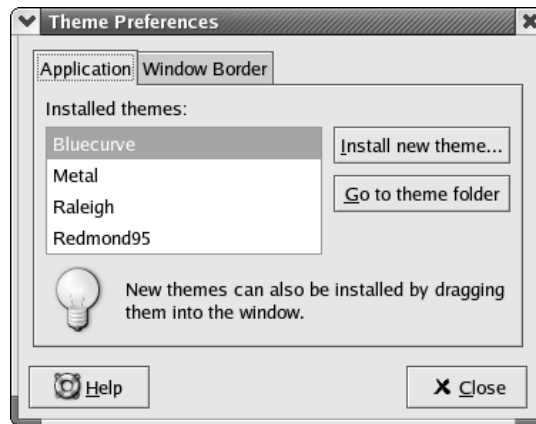 Theme Preferences
Application
Window Border
Installed themes:
Bluecurve
Metal
Raleigh
Redmond95
Install new theme...
Go to theme folder
New themes can also be installed by dragging
them into the window.
Help
Close